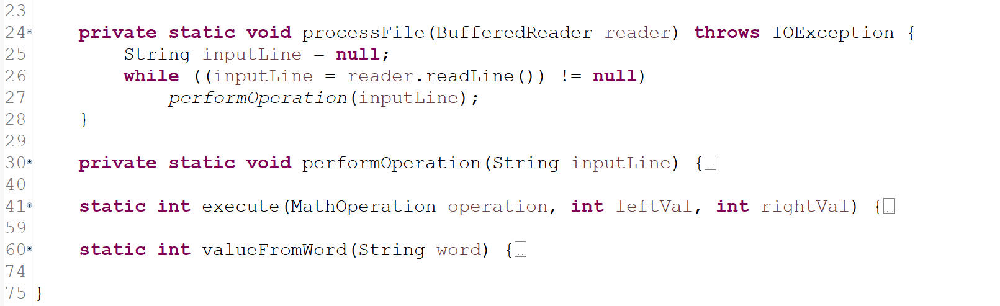 23
24 private static void processFile(BufferedReader reader) throws IOException {
25 String inputLine = null;
26 while ((inputLine = reader.readLine()) != null)
27 performOperation(inputLine);
28 }
29
30 private static void performOperation(String inputLine) {
40
41 static int execute(MathOperation operation, int leftVal, int rightVal) {
59
60 static int valueFromWord(String word) {
74
75 }